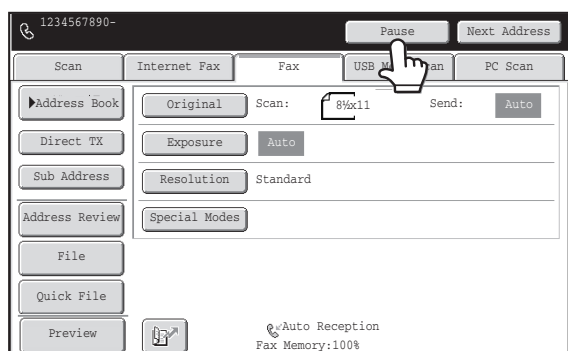 1234567890-
Pause Next Address
Scan Internet Fax Fax USB Mem Scan PC Scan
Address Book Original Scan: 8½x11 Send: Auto
Direct TX Exposure Auto
Sub Address Resolution Standard
Address Review Special Modes
File
Quick File
Preview Auto Reception
Fax Memory:100%